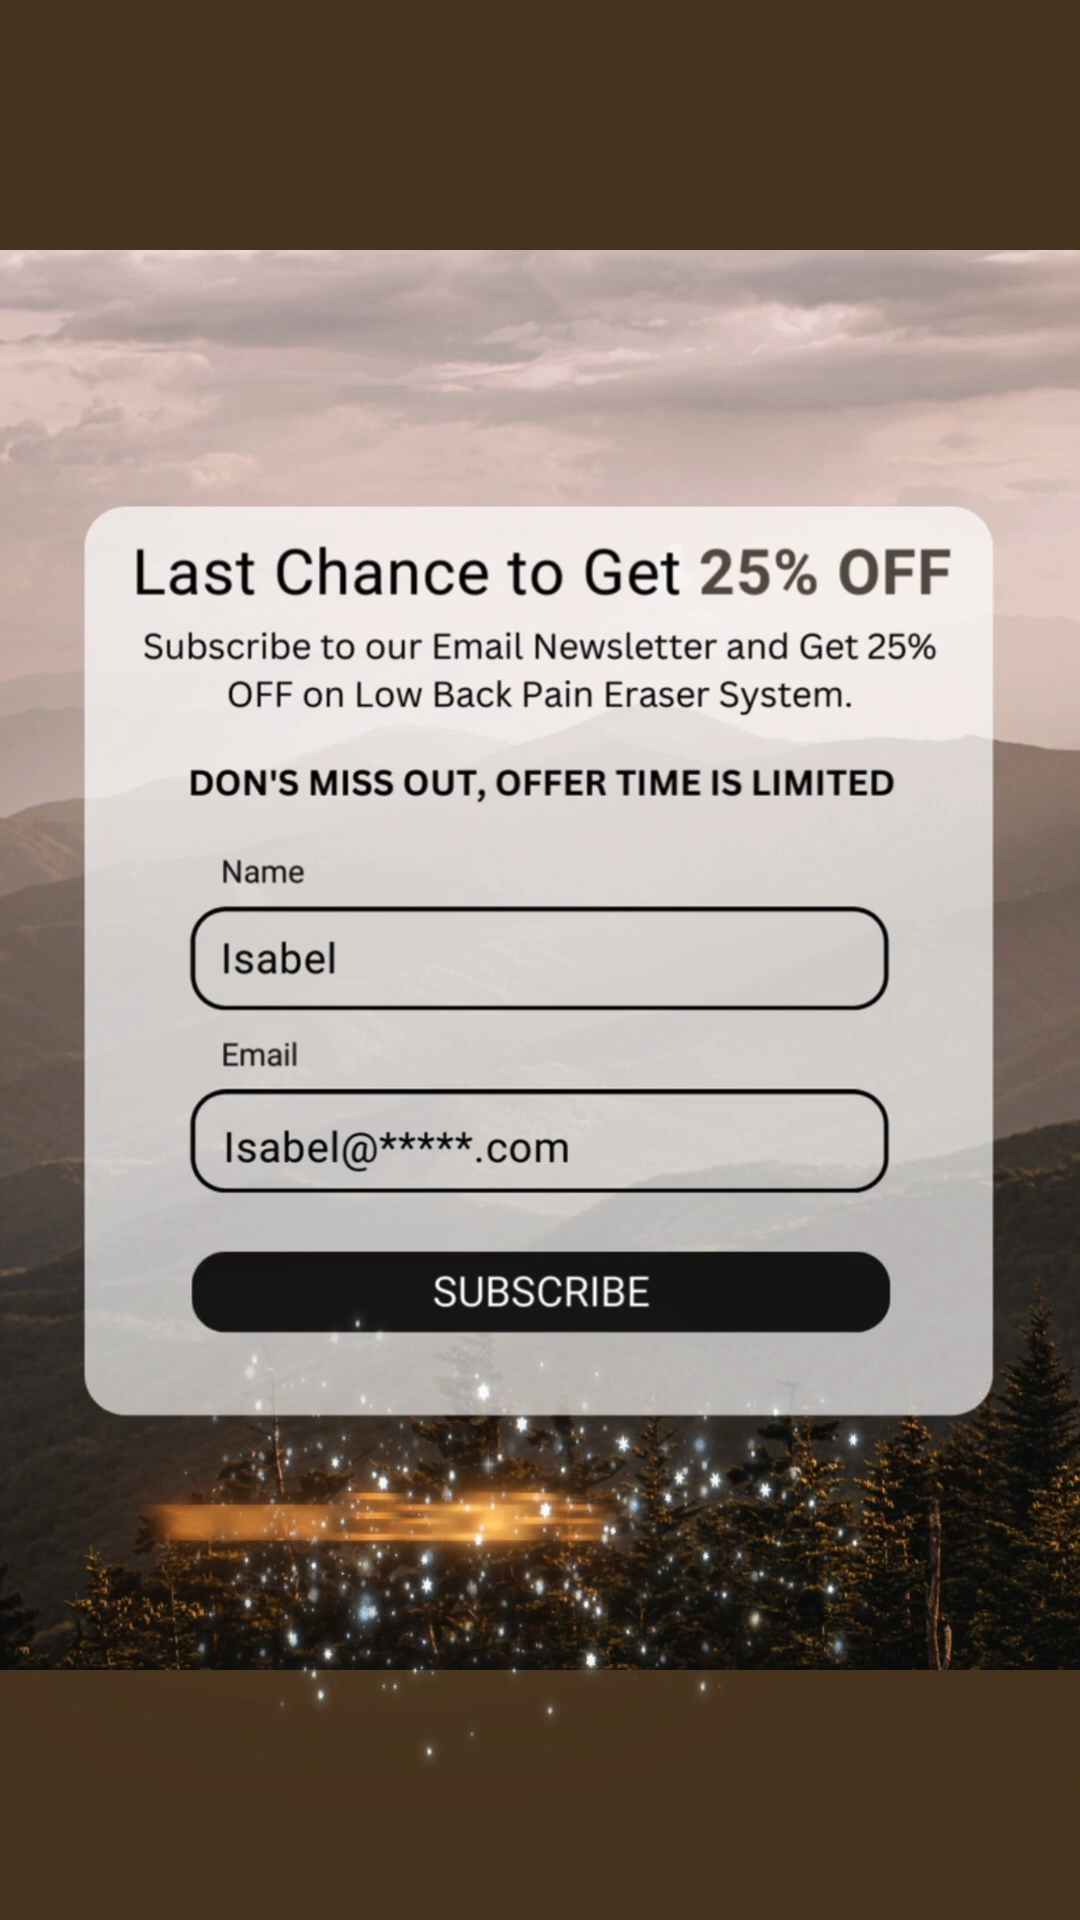 Last Chance to Get 25% OFF
Subscribe to our Email Newsletter and Get 25%
OFF on Low Back Pain Eraser System.
DON'S MISS OUT, OFFER TIME IS LIMITED
Name
Isabel
Email
Isabel@*****.com
SUBSCRIBE